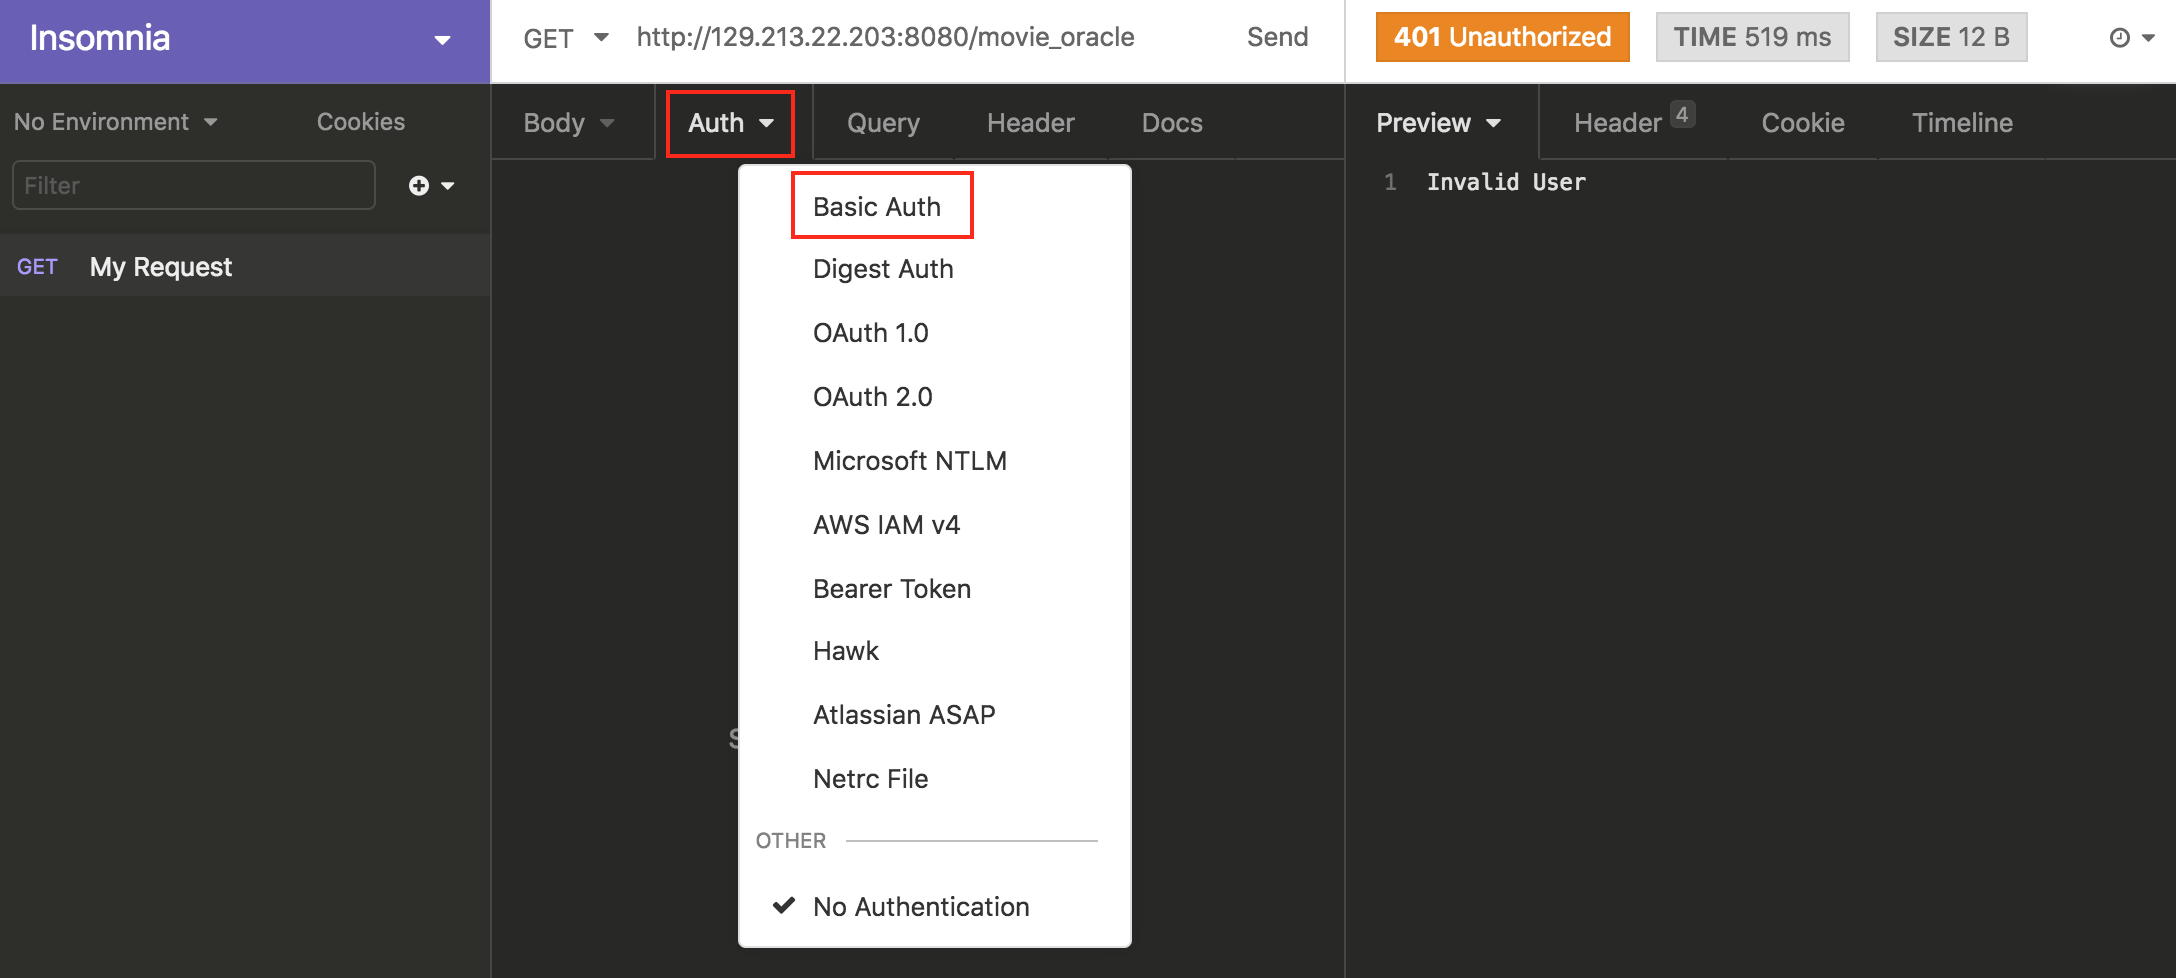 Insomnia
GET http://129.213.22.203:8080/movie_oracle Send
401 Unauthorized TIME 519 ms SIZE 12 B
No Environment Cookies
Body Auth Query Header Docs
Preview Header 4 Cookie Timeline
Filter
GET My Request
Basic Auth
Digest Auth
OAuth 1.0
OAuth 2.0
Microsoft NTLM
AWS IAM v4
Bearer Token
Hawk
Atlassian ASAP
Netrc File
OTHER
No Authentication
1 Invalid User